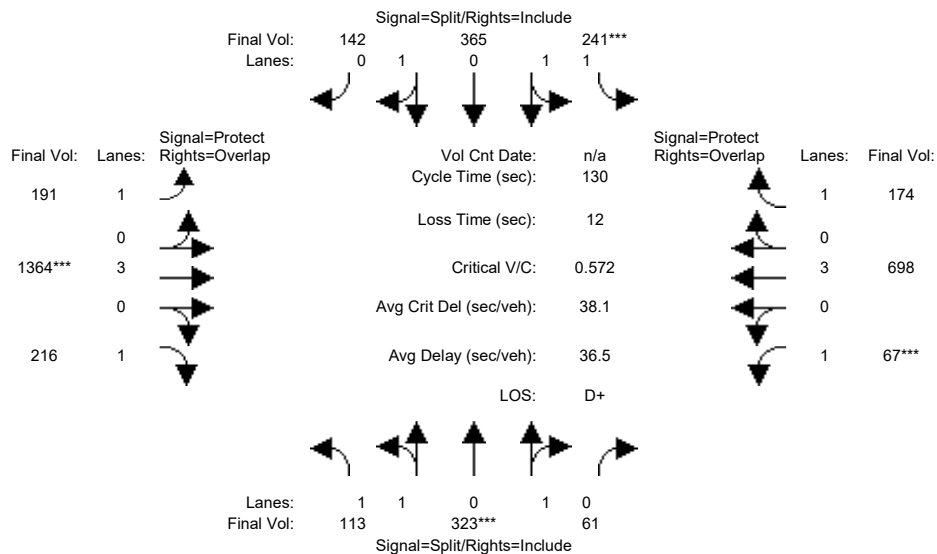 Signal=Split/Rights=Include
Final Vol: 142 365 241***
Lanes: 0 1 0 1 1
Signal=Protect Signal=Protect
Final Vol: Lanes: Rights=Overlap Vol Cnt Date: n/a Rights=Overlap Lanes: Final Vol:
Cycle Time (sec): 130
191 1 1 174
Loss Time (sec): 12
0 0
1364*** 3 Critical V/C: 0.572 3 698
0 Avg Crit Del (sec/veh): 38.1 0
216 1 Avg Delay (sec/veh): 36.5 1 67***
LOS: D+
Lanes: 1 1 0 1 0
Final Vol: 113 323*** 61
Signal=Split/Rights=Include